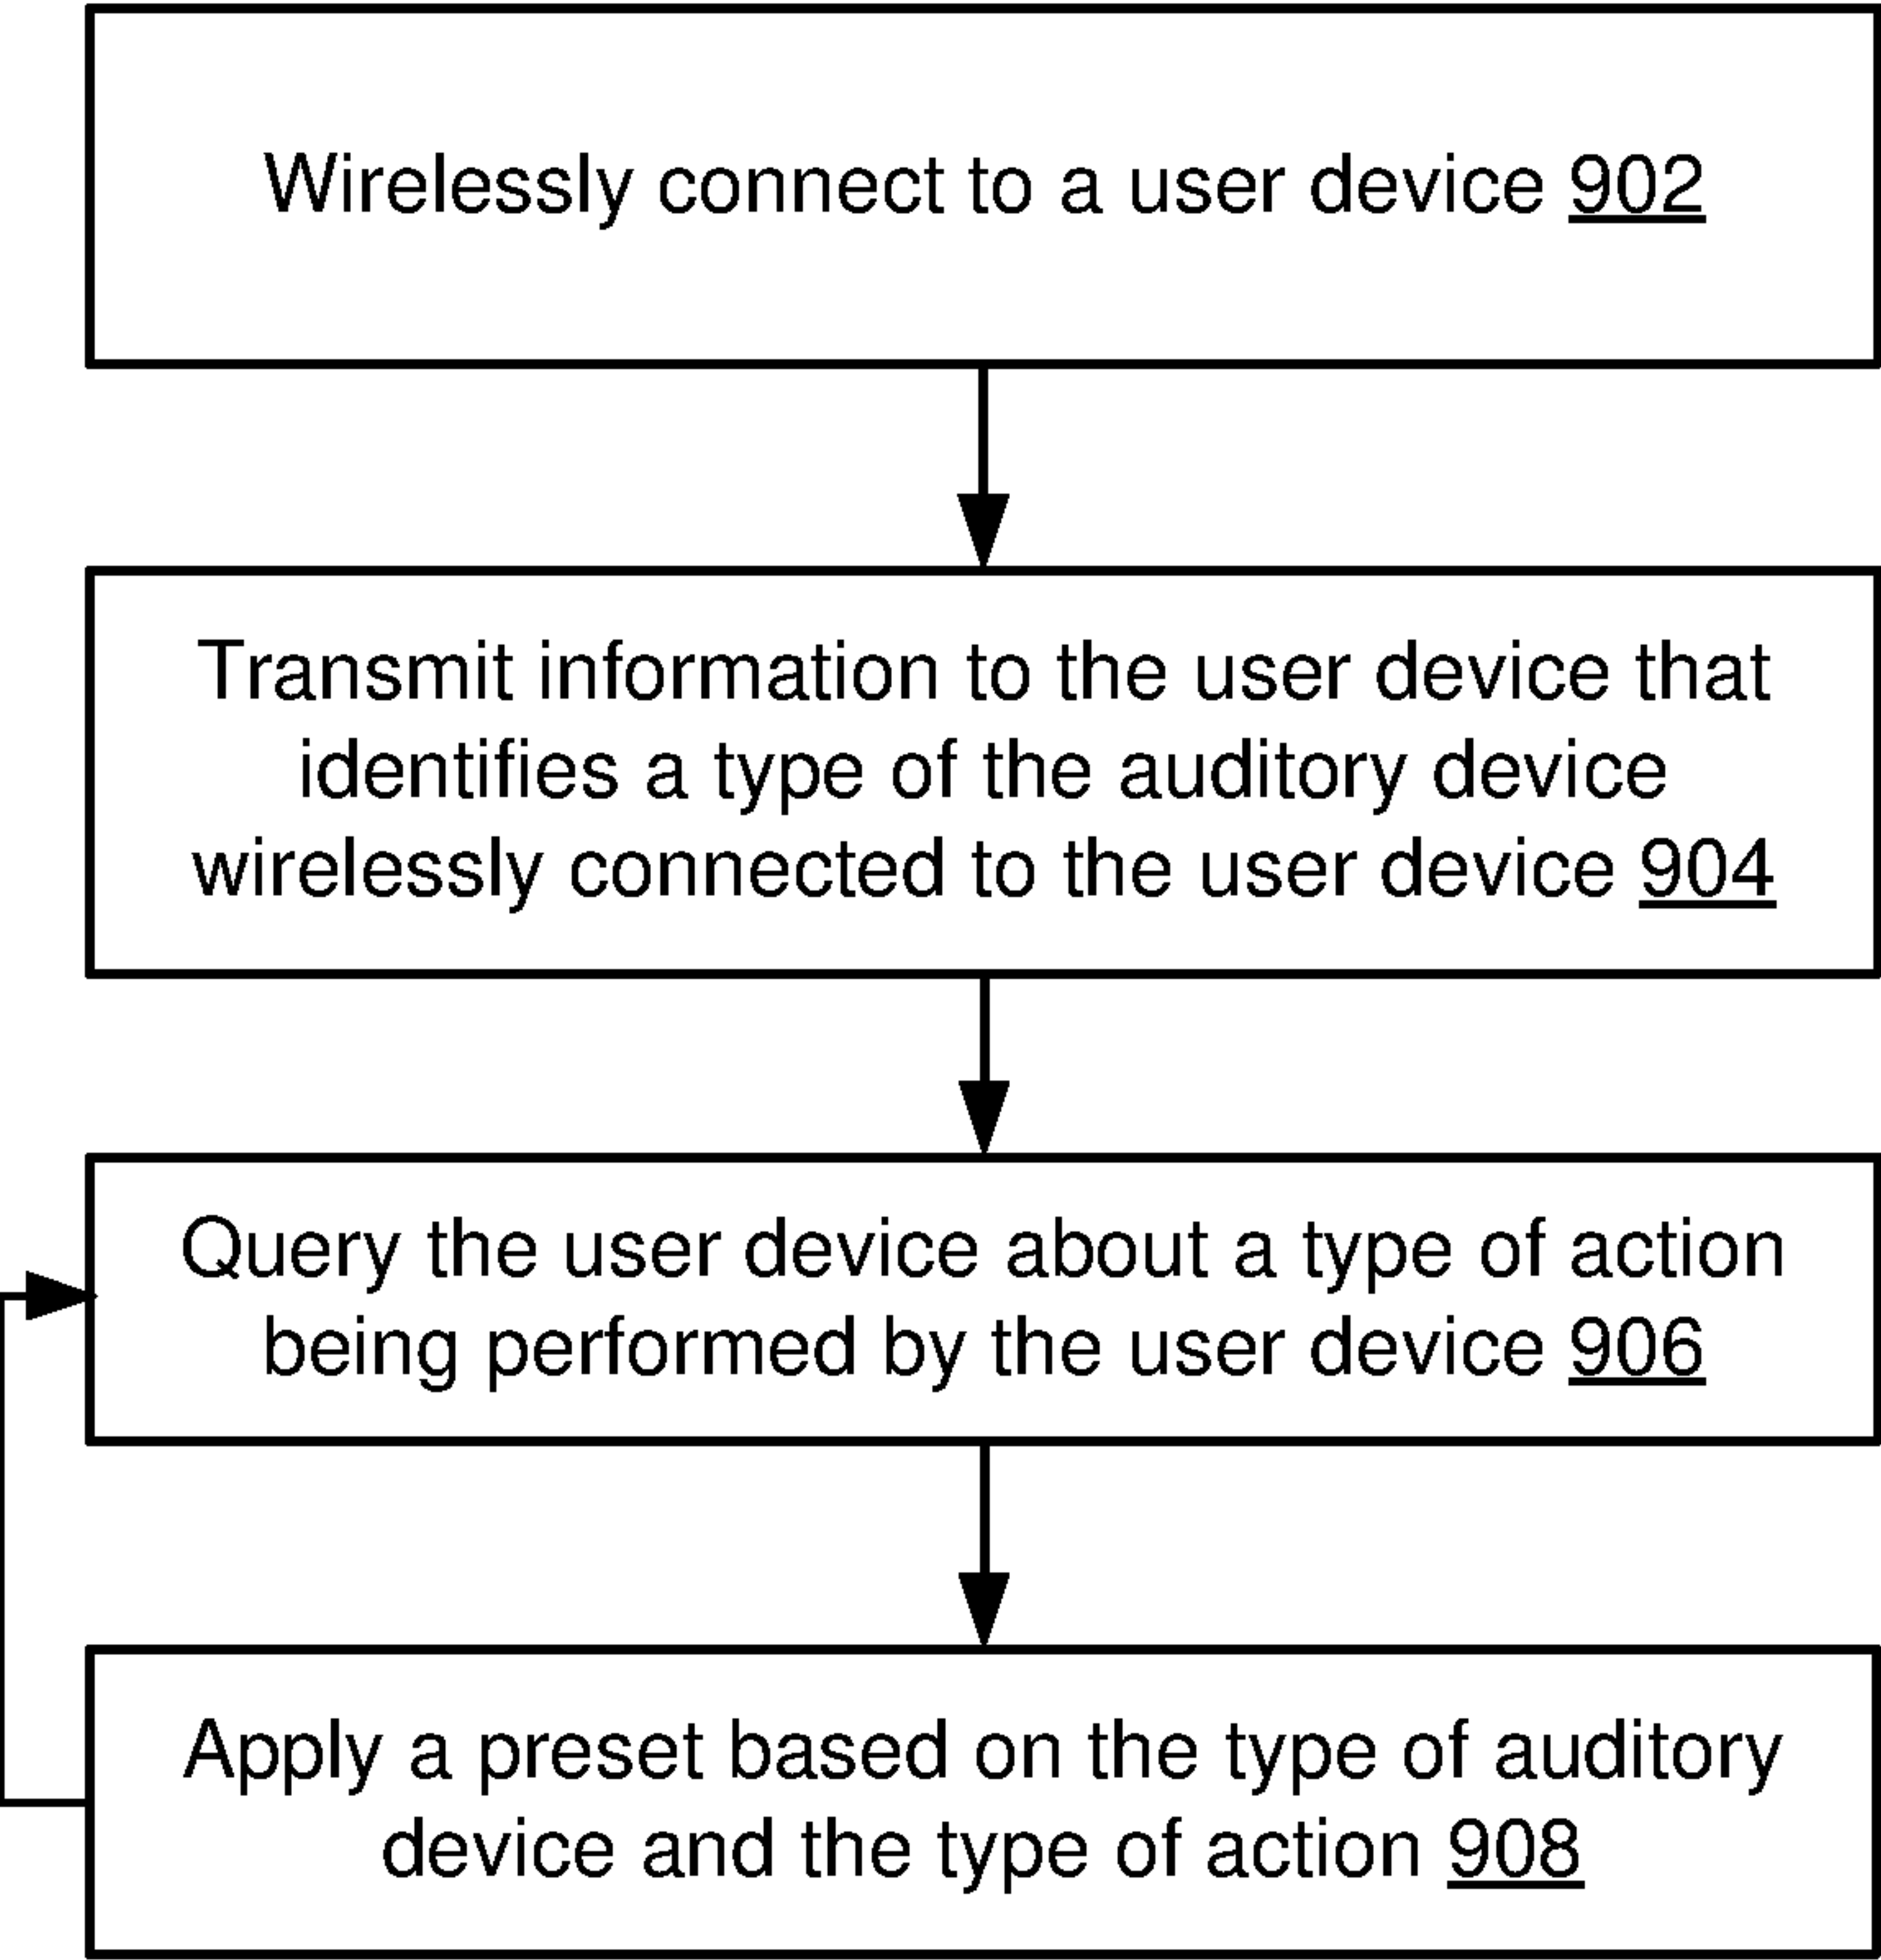 Wirelessly connect to a user device 902
Transmit information to the user device that
identifies a type of the auditory device
wirelessly connected to the user device 904
Query the user device about a type of action
being performed by the user device 906
Apply a preset based on the type of auditory
device and the type of action 908